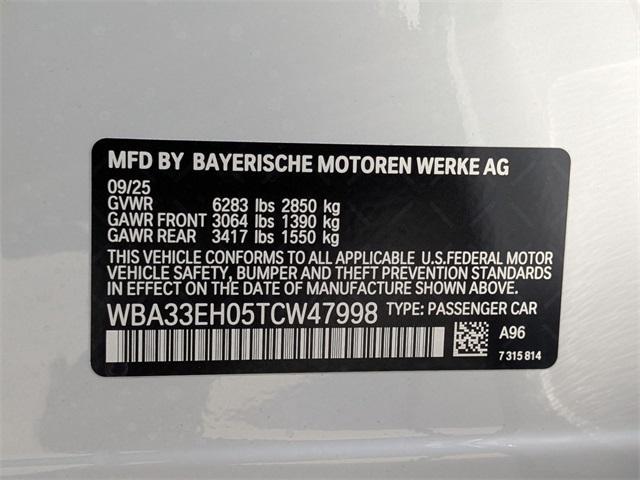 MFD BY BAYERISCHE MOTOREN WERKE AG
09/25
GVWR 6283 lbs 2850 kg
GAWR FRONT 3064 lbs 1390 kg
GAWR REAR 3417 lbs 1550 kg
THIS VEHICLE CONFORMS TO ALL APPLICABLE U.S.FEDERAL MOTOR
VEHICLE SAFETY, BUMPER AND THEFT PREVENTION STANDARDS
IN EFFECT ON THE DATE OF MANUFACTURE SHOWN ABOVE.
WBA33EH05TCW47998 TYPE: PASSENGER CAR
A96
7 315 814